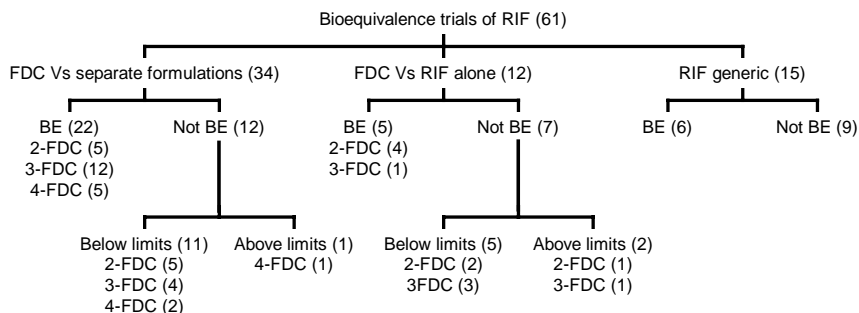 Bioequivalence trials of RIF (61)
FDC Vs separate formulations (34)
FDC Vs RIF alone (12)
RIF generic (15)
BE (22)
2-FDC (5)
3-FDC (12)
4-FDC (5)
Not BE (12)
BE (5)
2-FDC (4)
3-FDC (1)
Not BE (7)
BE (6)
Not BE (9)
Below limits (11)
2-FDC (5)
3-FDC (4)
4-FDC (2)
Above limits (1)
4-FDC (1)
Below limits (5)
2-FDC (2)
3FDC (3)
Above limits (2)
2-FDC (1)
3-FDC (1)